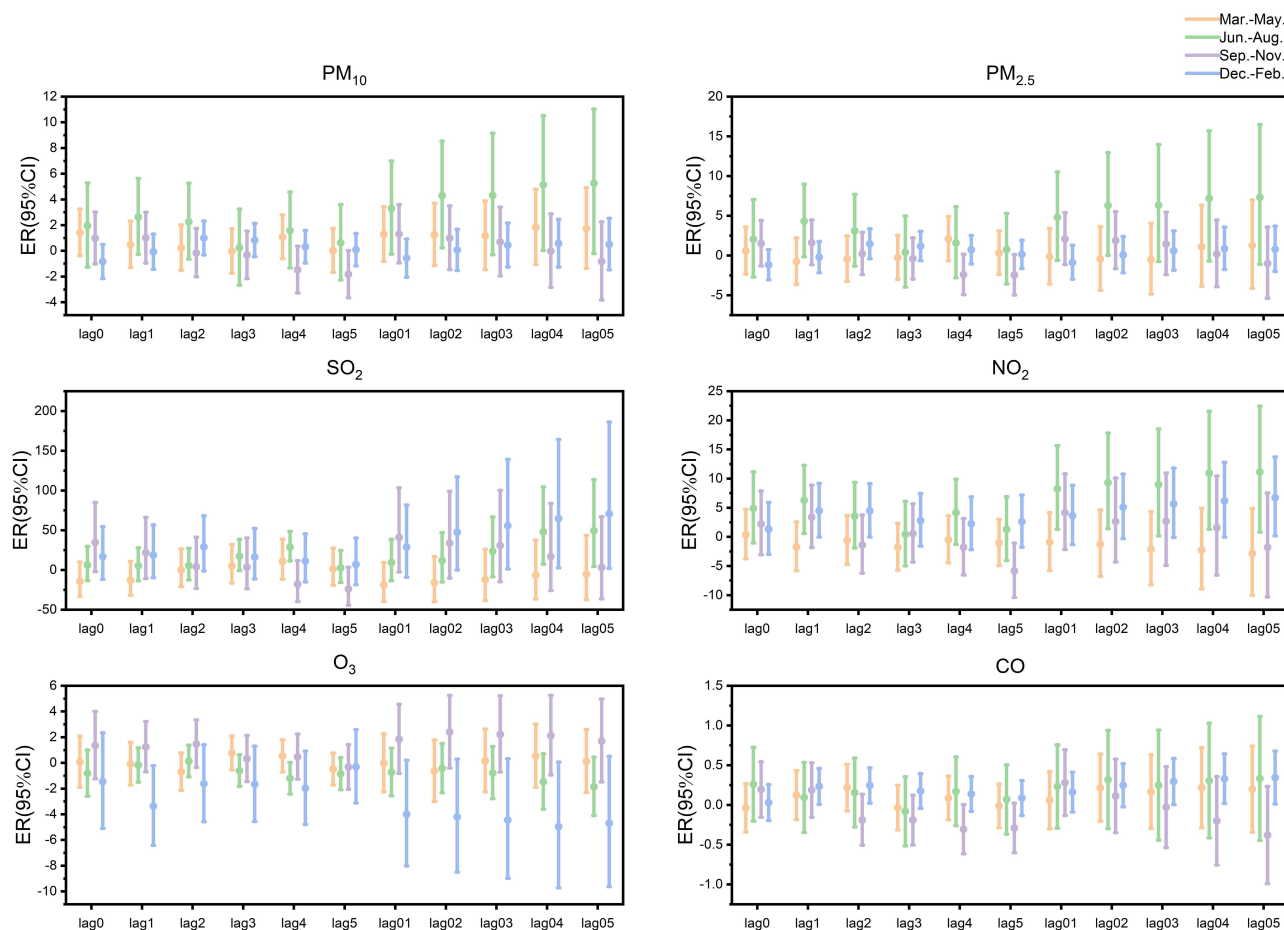 Mar.-May.
Jun.-Aug.
Sep.-Nov.
Dec.-Feb.
PM10
ER(95%CI)
12
10
8
6
4
2
0
-2
-4
lag0 lag1 lag2 lag3 lag4 lag5 lag01 lag02 lag03 lag04 lag05
PM2.5
ER(95%CI)
20
15
10
5
0
-5
lag0 lag1 lag2 lag3 lag4 lag5 lag01 lag02 lag03 lag04 lag05
SO2
ER(95%CI)
200
150
100
50
0
-50
lag0 lag1 lag2 lag3 lag4 lag5 lag01 lag02 lag03 lag04 lag05
NO2
ER(95%CI)
25
20
15
10
5
0
-5
-10
lag0 lag1 lag2 lag3 lag4 lag5 lag01 lag02 lag03 lag04 lag05
O3
ER(95%CI)
6
4
2
0
-2
-4
-6
-8
-10
lag0 lag1 lag2 lag3 lag4 lag5 lag01 lag02 lag03 lag04 lag05
CO
ER(95%CI)
1.5
1.0
0.5
0.0
-0.5
-1.0
lag0 lag1 lag2 lag3 lag4 lag5 lag01 lag02 lag03 lag04 lag05